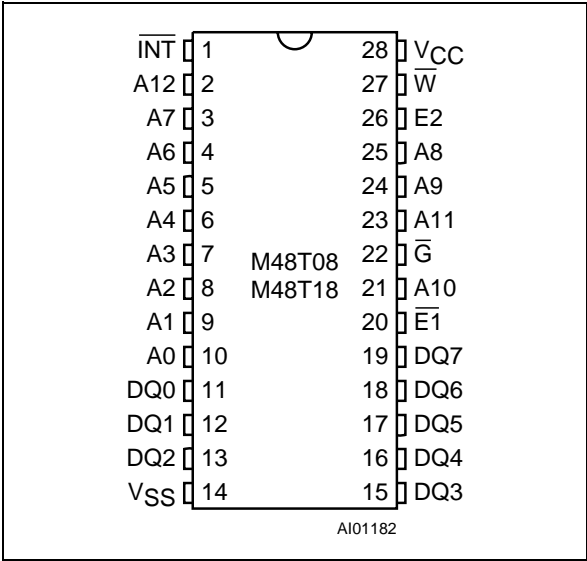 INT 1 28 VCC
A12 2 27 W
A7 3 26 E2
A6 4 25 A8
A5 5 24 A9
A4 6 23 A11
A3 7 22 G
M48T08
A2 8 21 A10
M48T18
A1 9 20 E1
A0 10 19 DQ7
DQ0 11 18 DQ6
DQ1 12 17 DQ5
DQ2 13 16 DQ4
VSS 14 15 DQ3
AI01182